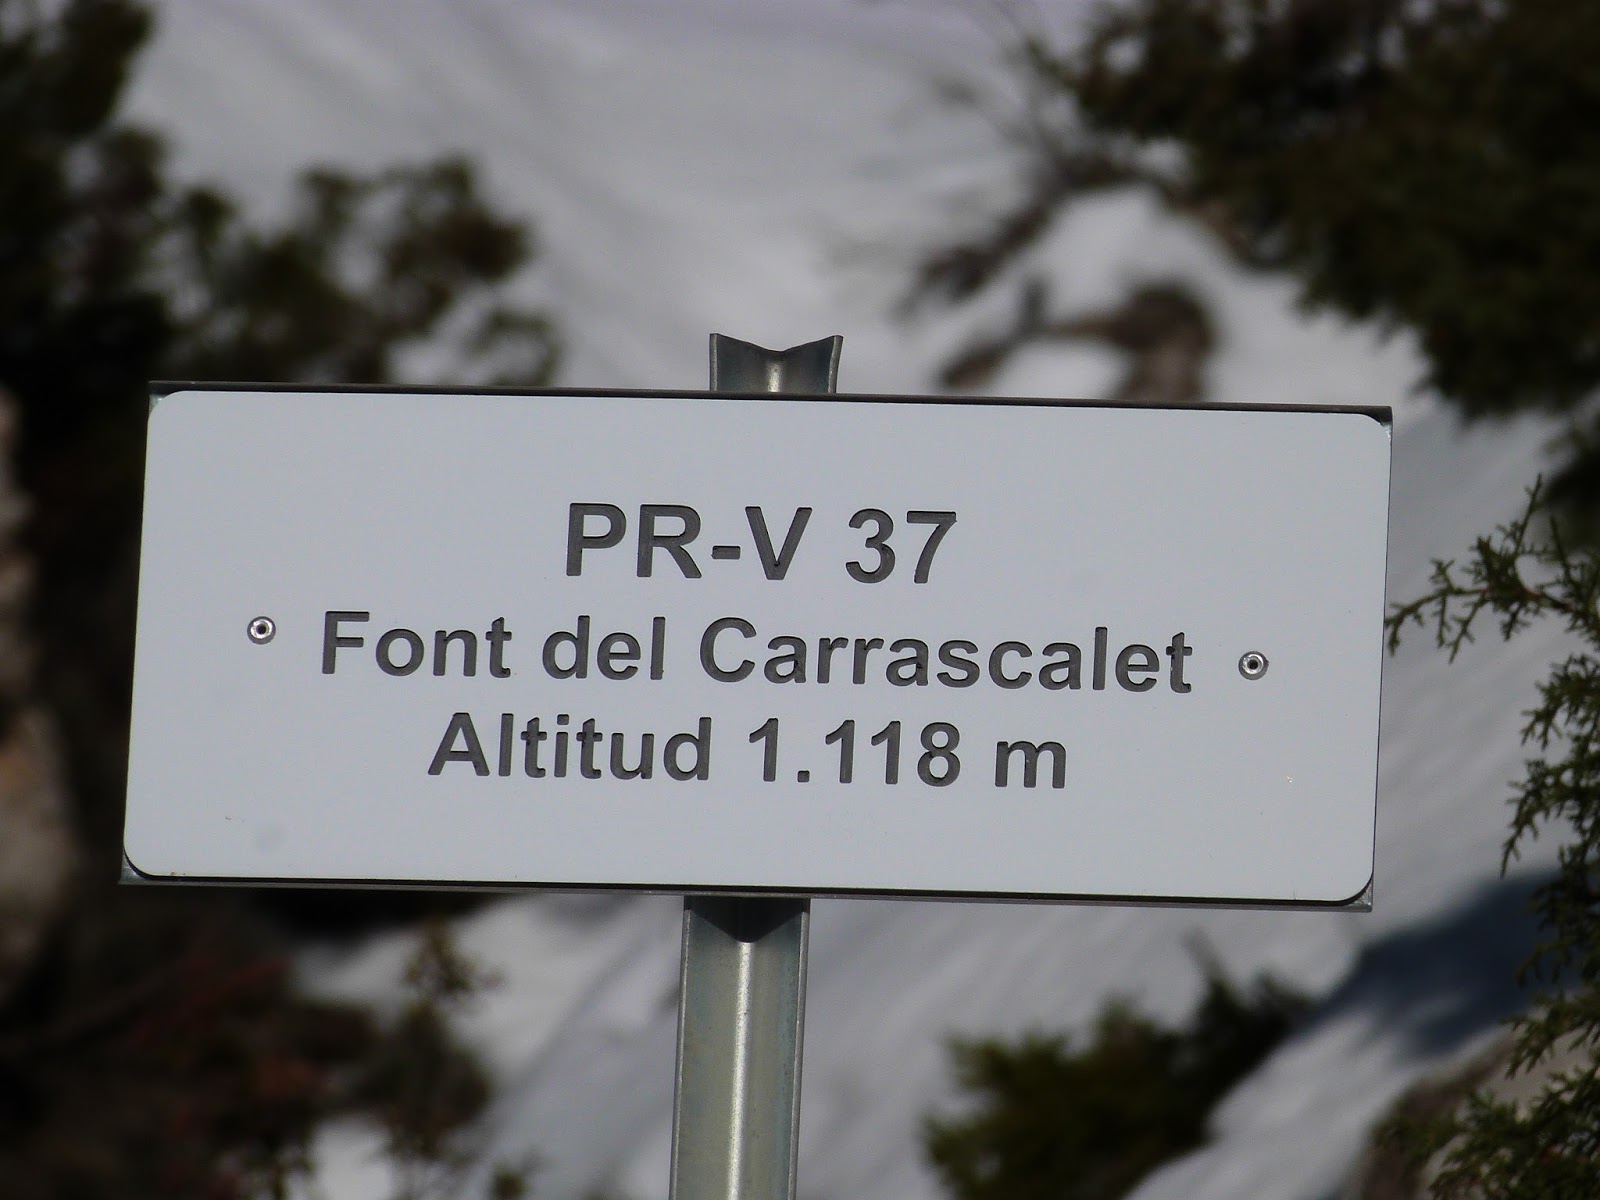 PR-V 37
Font del Carrascalet
Altitud 1.118 m